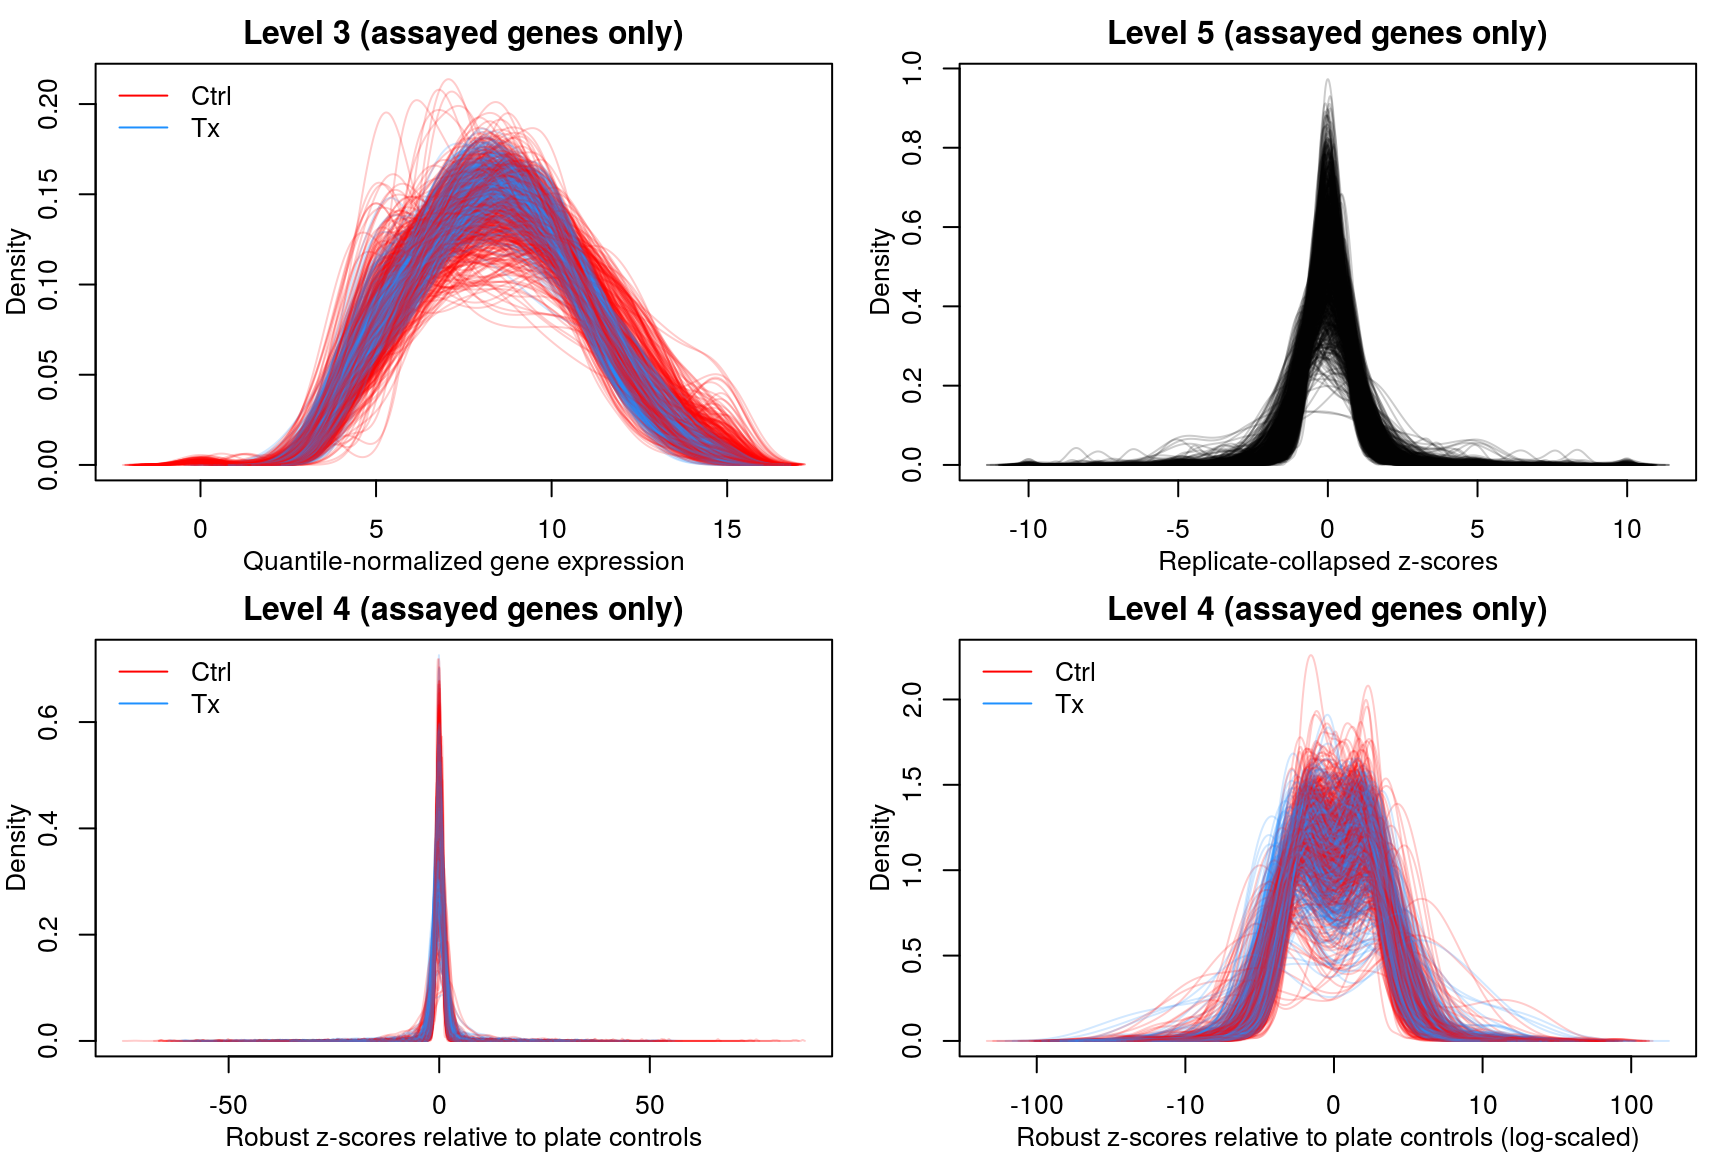 Level 3 (assayed genes only)
Ctrl
Tx
Density
0.00 0.05 0.10 0.15 0.20
0 5 10 15
Quantile-normalized gene expression
Level 5 (assayed genes only)
Density
0.0 0.2 0.4 0.6 0.8 1.0
-10 -5 0 5 10
Replicate-collapsed z-scores
Level 4 (assayed genes only)
Ctrl
Tx
Density
0.0 0.2 0.4 0.6
-50 0 50
Robust z-scores relative to plate controls
Level 4 (assayed genes only)
Ctrl
Tx
Density
0.0 0.5 1.0 1.5 2.0
-100 -10 0 10 100
Robust z-scores relative to plate controls (log-scaled)